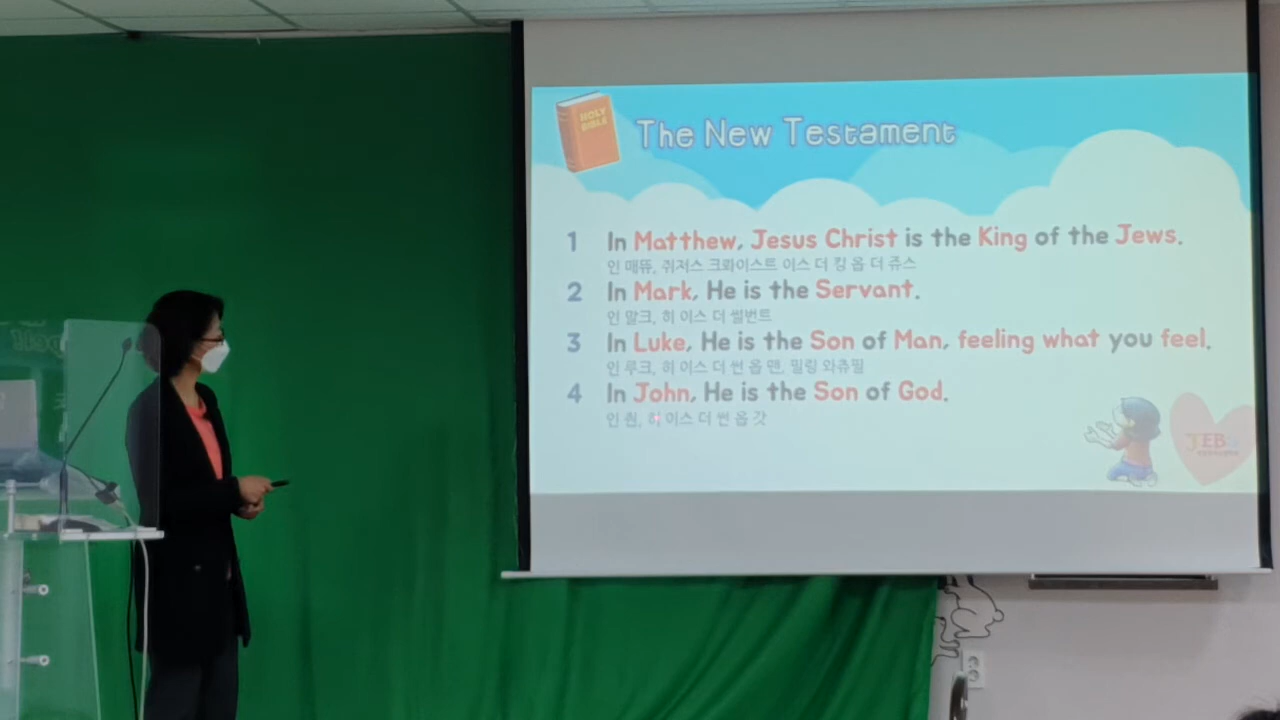 HOLY
BIBLE
The New Testament
1 In Matthew, Jesus Christ is the King of the Jews.
인 매뜌, 쥐저스 크롸이스트 이스 더 킹 옵 더 쥬스
2 In Mark, He is the Servant.
인 말크, 히 이스 더 썰번트
3 In Luke, He is the Son of Man, feeling what you feel.
인 루크, 히 이스 더 썬 옵 맨, 필링 와츄필
4 In John, He is the Son of God.
인 줜, 히 이스 더 썬 옵 갓
JEB